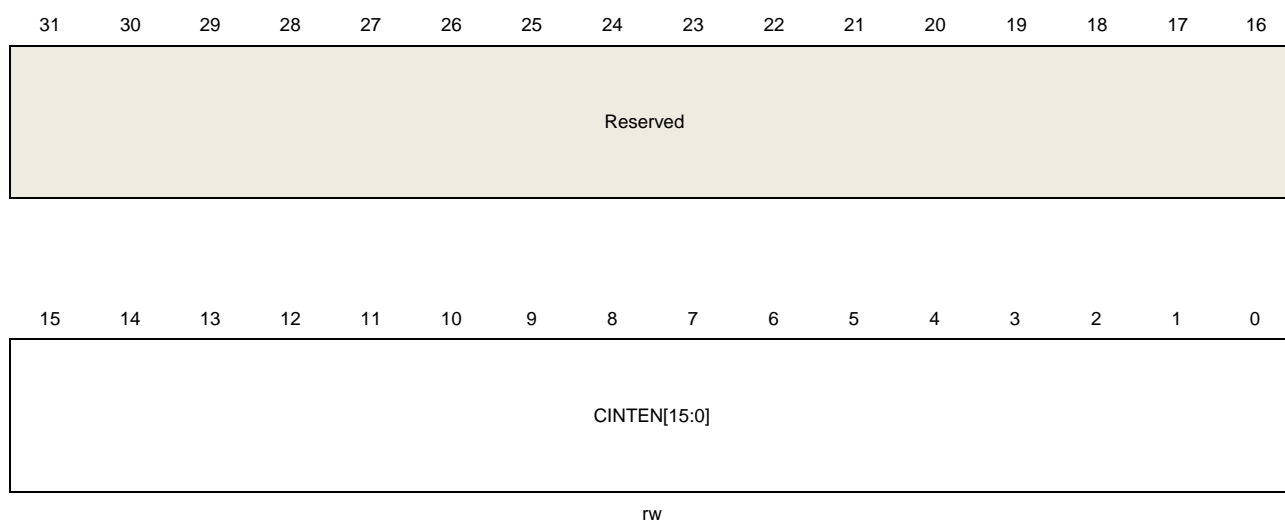 31 30 29 28 27 26 25 24 23 22 21 20 19 18 17 16
Reserved
15 14 13 12 11 10 9 8 7 6 5 4 3 2 1 0
CINTEN[15:0]
rw